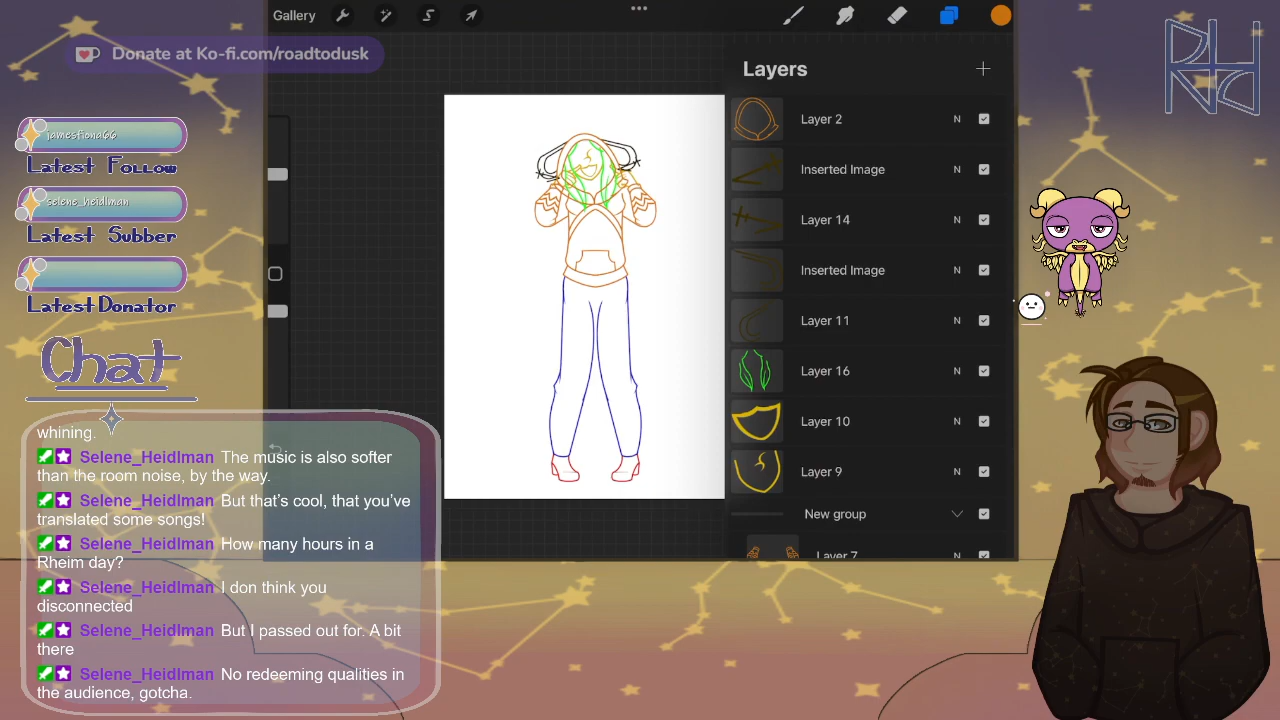 Gallery
Donate at Ko-fi.com/roadtodusk
jamesfiona66
Latest Follow
selene_heidlman
Latest Subber
Latest Donator
Chat
whining.
Selene_Heidlman The music is also softer
than the room noise, by the way.
Selene_Heidlman But that's cool, that you've
translated some songs!
Selene_Heidlman How many hours in a
Rheim day?
Selene_Heidlman I don think you
disconnected
Selene_Heidlman But I passed out for. A bit
there
Selene_Heidlman No redeeming qualities in
the audience, gotcha.
Layers
Layer 2 N
Inserted Image N
Layer 14 N
Inserted Image N
Layer 11 N
Layer 16 N
Layer 10 N
Layer 9 N
New group
Layer 7 N